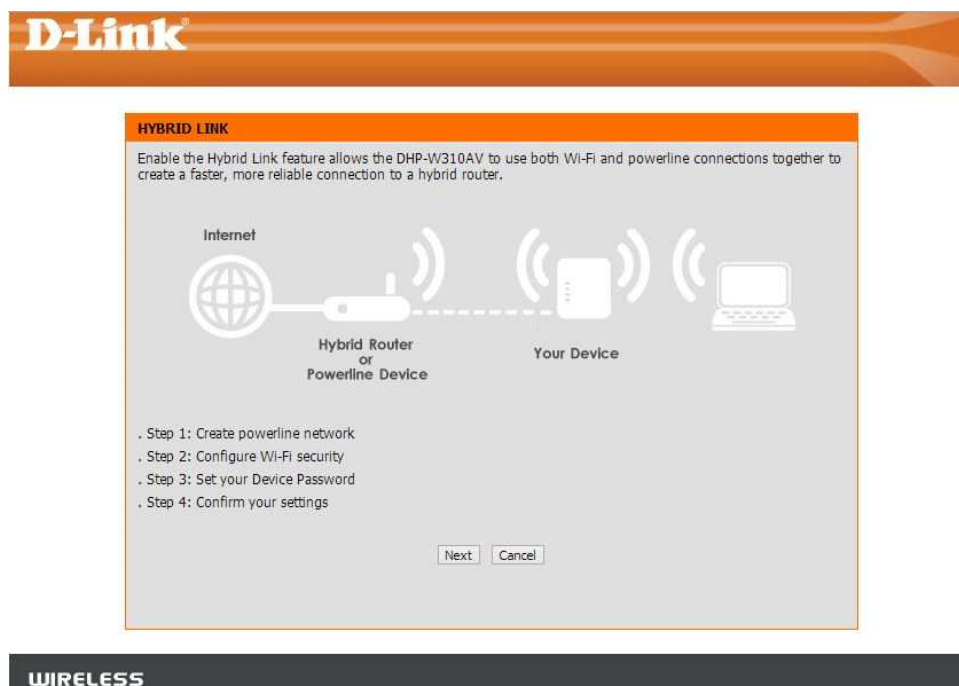 D-Link
HYBRID LINK
Enable the Hybrid Link feature allows the DHP-W310AV to use both Wi-Fi and powerline connections together to
create a faster, more reliable connection to a hybrid router.
Internet
Hybrid Router
or
Powerline Device
Your Device
. Step 1: Create powerline network
. Step 2: Configure Wi-Fi security
. Step 3: Set your Device Password
. Step 4: Confirm your settings
Next Cancel
WIRELESS